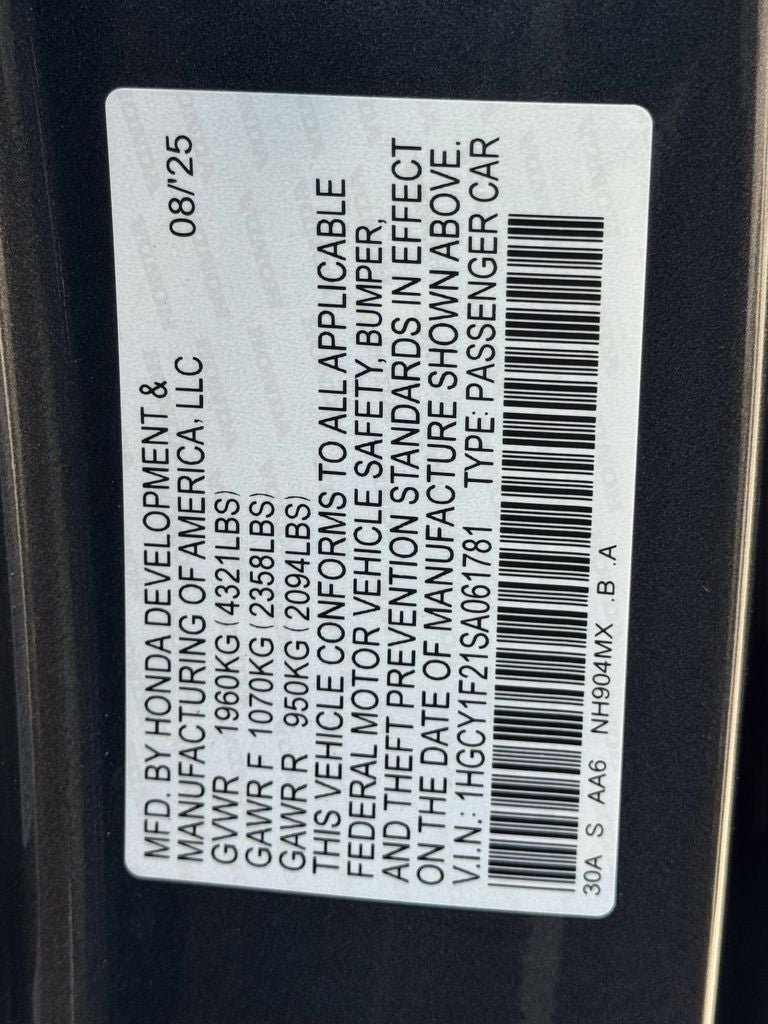 MFD. BY HONDA DEVELOPMENT &
MANUFACTURING OF AMERICA, LLC 08/'25
GVWR 1960KG (4321LBS)
GAWR F 1070KG (2358LBS)
GAWR R 950KG (2094LBS)
THIS VEHICLE CONFORMS TO ALL APPLICABLE
FEDERAL MOTOR VEHICLE SAFETY, BUMPER,
AND THEFT PREVENTION STANDARDS IN EFFECT
ON THE DATE OF MANUFACTURE SHOWN ABOVE.
V.I.N.: 1HGCY1F21SA061781 TYPE: PASSENGER CAR
30A S AA6 NH904MX .B .A